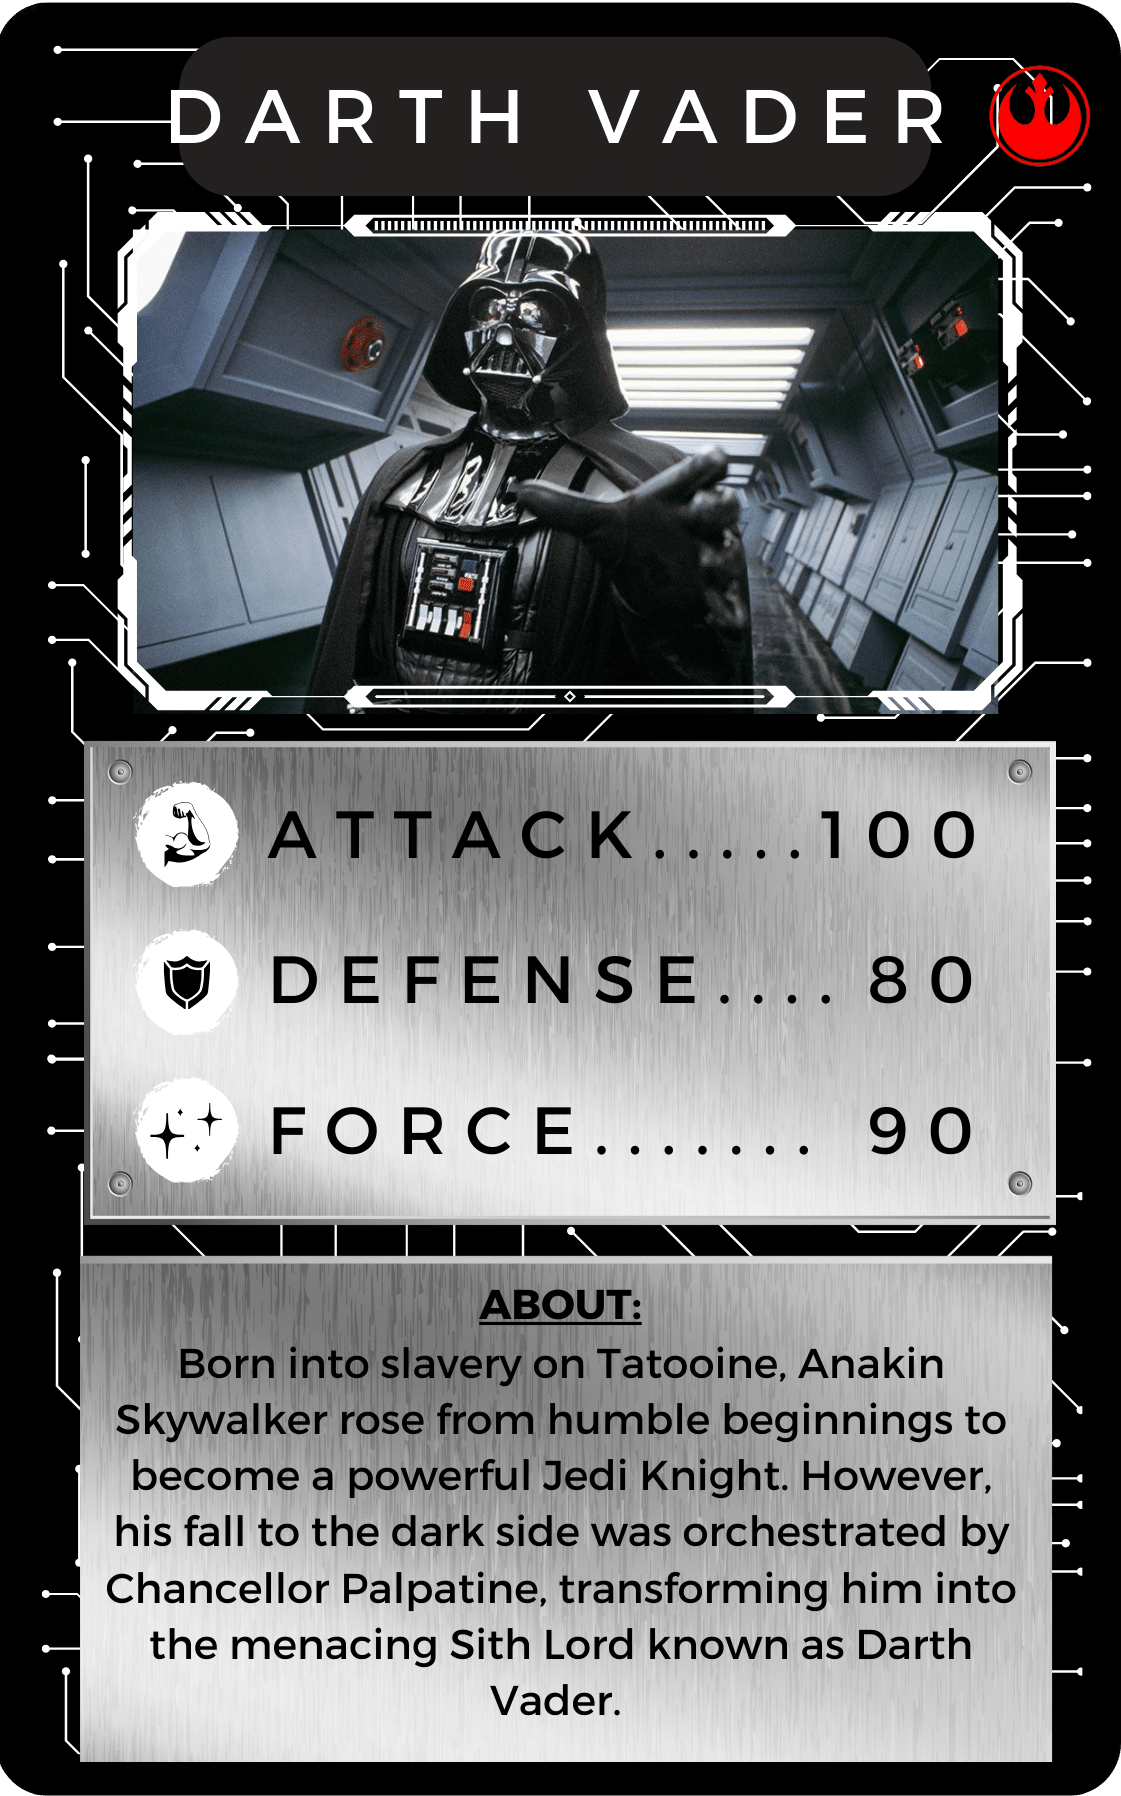 DARTH VADER
ATTACK.....100
DEFENSE.... 80
FORCE....... 90
ABOUT:
Born into slavery on Tatooine, Anakin
Skywalker rose from humble beginnings to
become a powerful Jedi Knight. However,
his fall to the dark side was orchestrated by
Chancellor Palpatine, transforming him into
the menacing Sith Lord known as Darth
Vader.